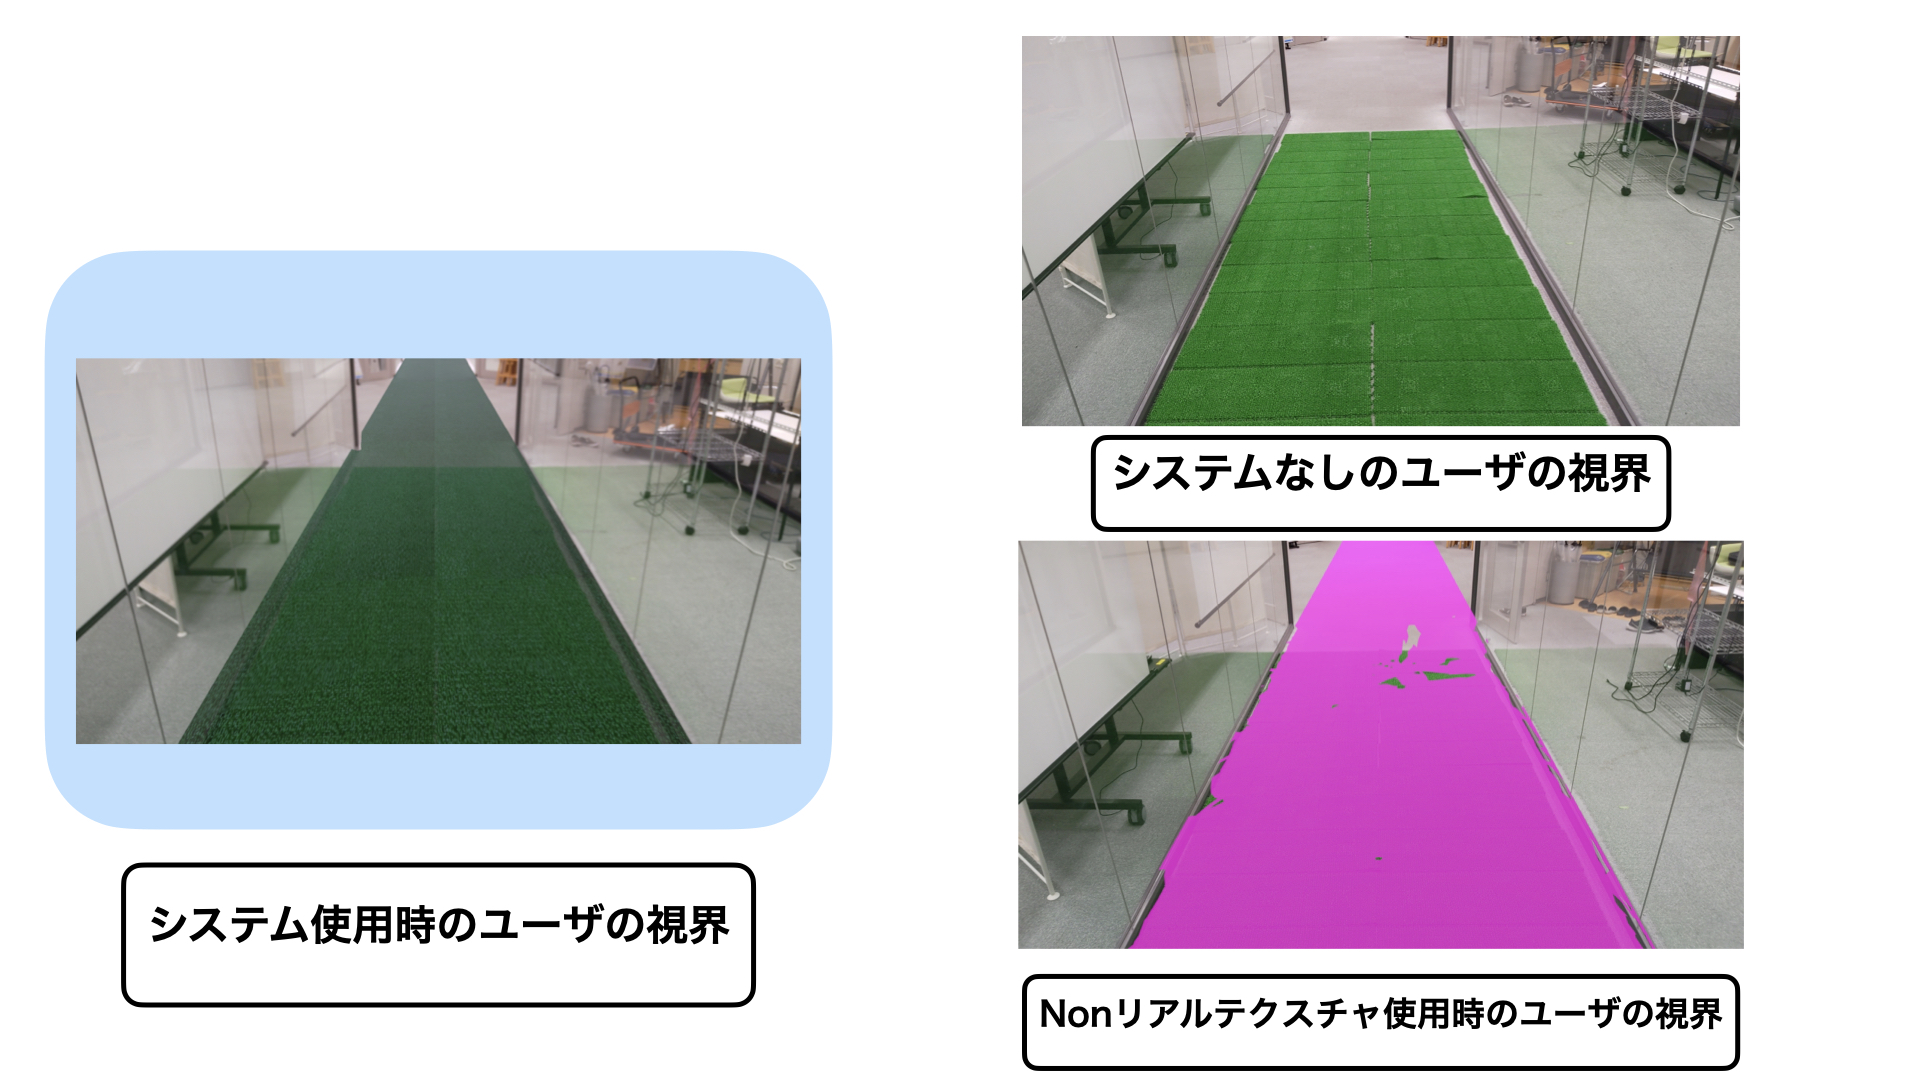 システムなしのユーザの視界
システム使用時のユーザの視界
Nonリアルテクスチャ使用時のユーザの視界